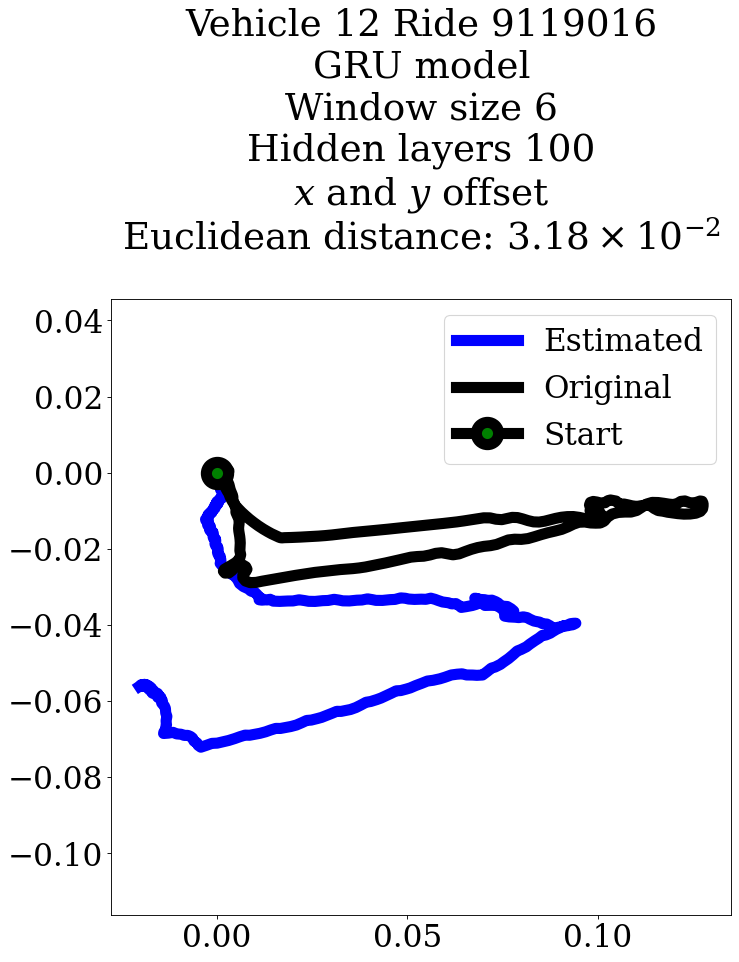 Vehicle 12 Ride 9119016
GRU model
Window size 6
Hidden layers 100
x and y offset
Euclidean distance: 3.18 × 10⁻²
Estimated
Original
Start
0.04
0.02
0.00
−0.02
−0.04
−0.06
−0.08
−0.10
0.00 0.05 0.10